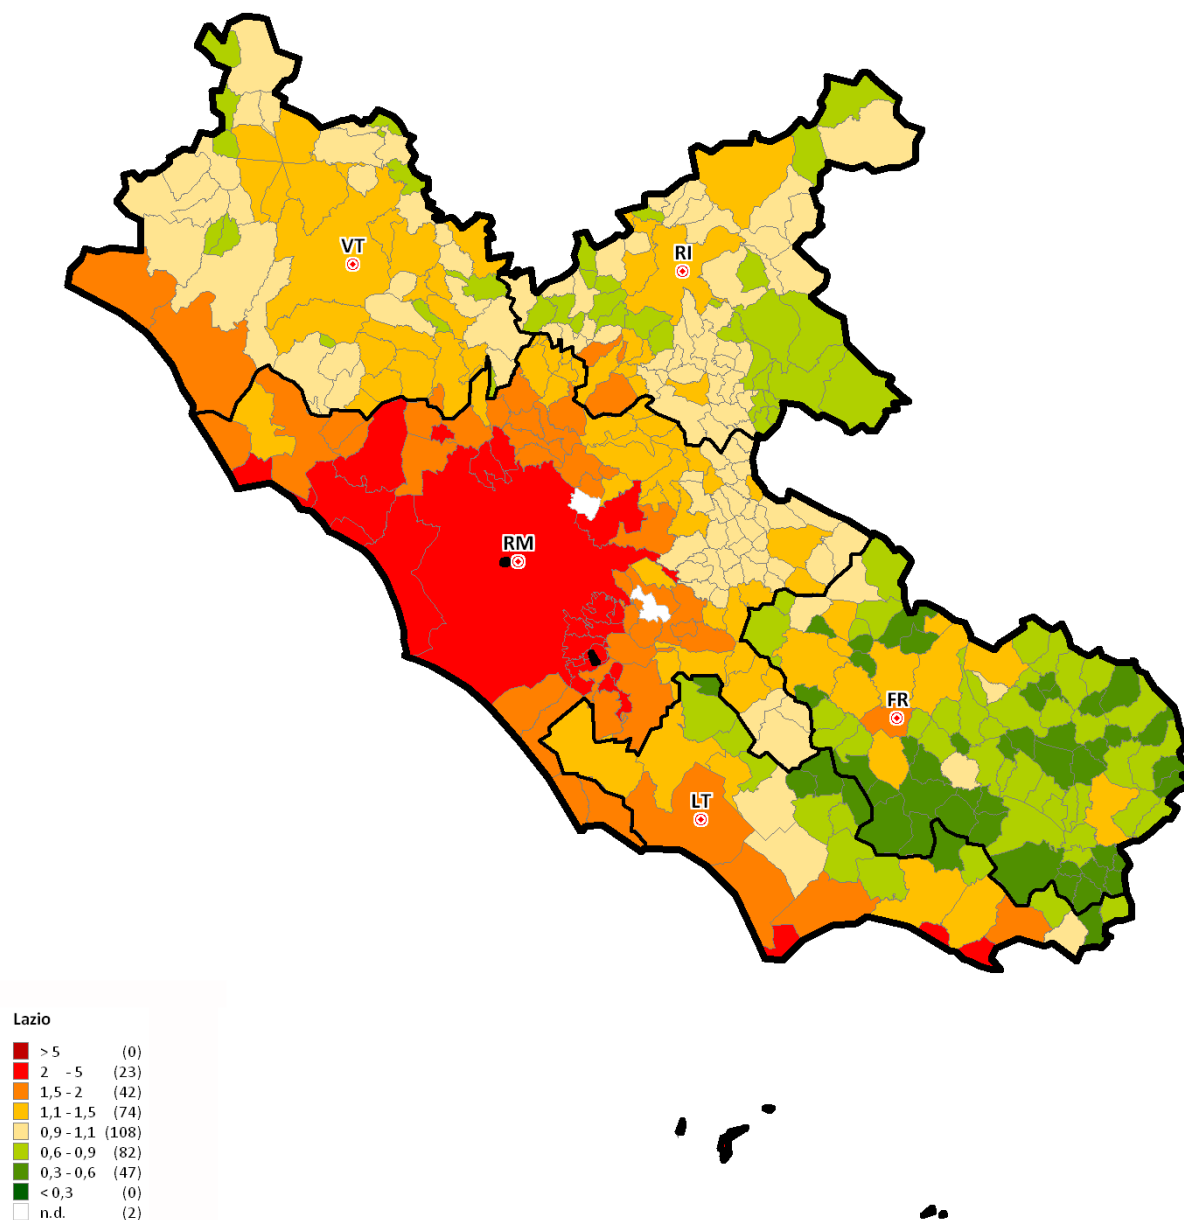 VT
RI
RM
FR
LT
Lazio
> 5 (0)
2 - 5 (23)
1,5 - 2 (42)
1,1 - 1,5 (74)
0,9 - 1,1 (108)
0,6 - 0,9 (82)
0,3 - 0,6 (47)
< 0,3 (0)
n.d. (2)